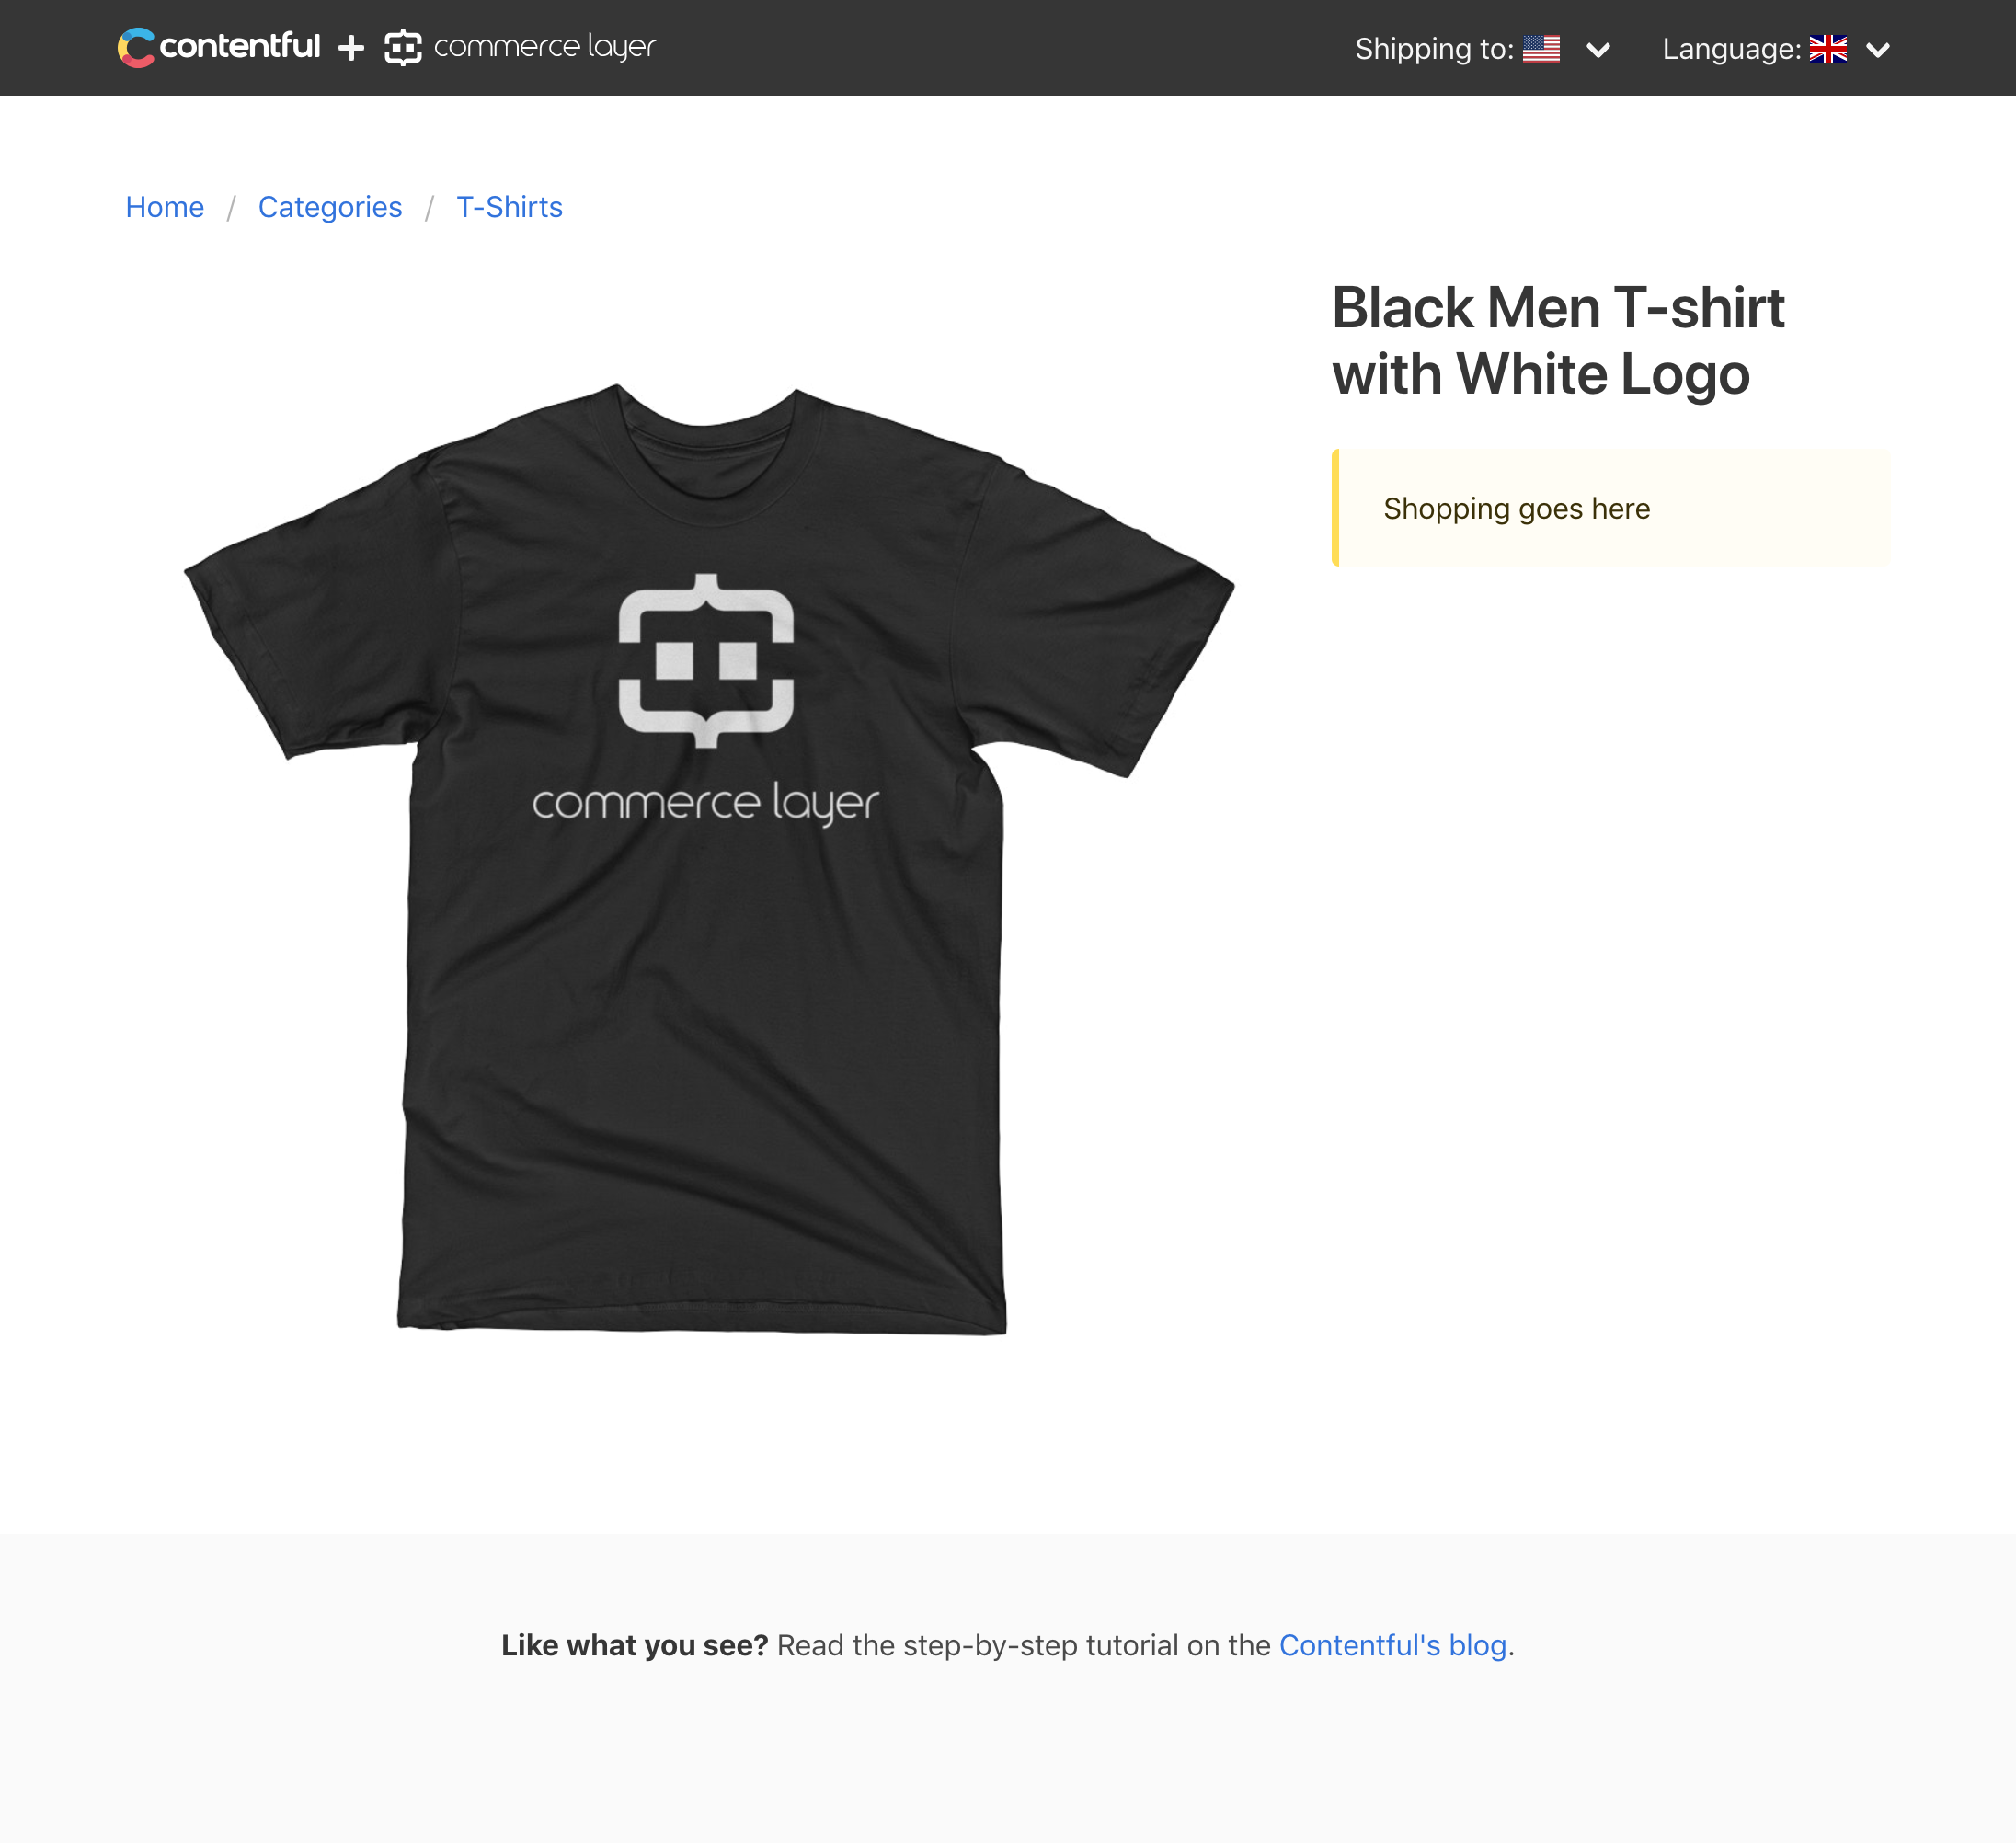 contentful + commerce layer
Shipping to:
Language:
Home / Categories / T-Shirts
Black Men T-shirt
with White Logo
Shopping goes here
commerce layer
Like what you see? Read the step-by-step tutorial on the Contentful's blog.